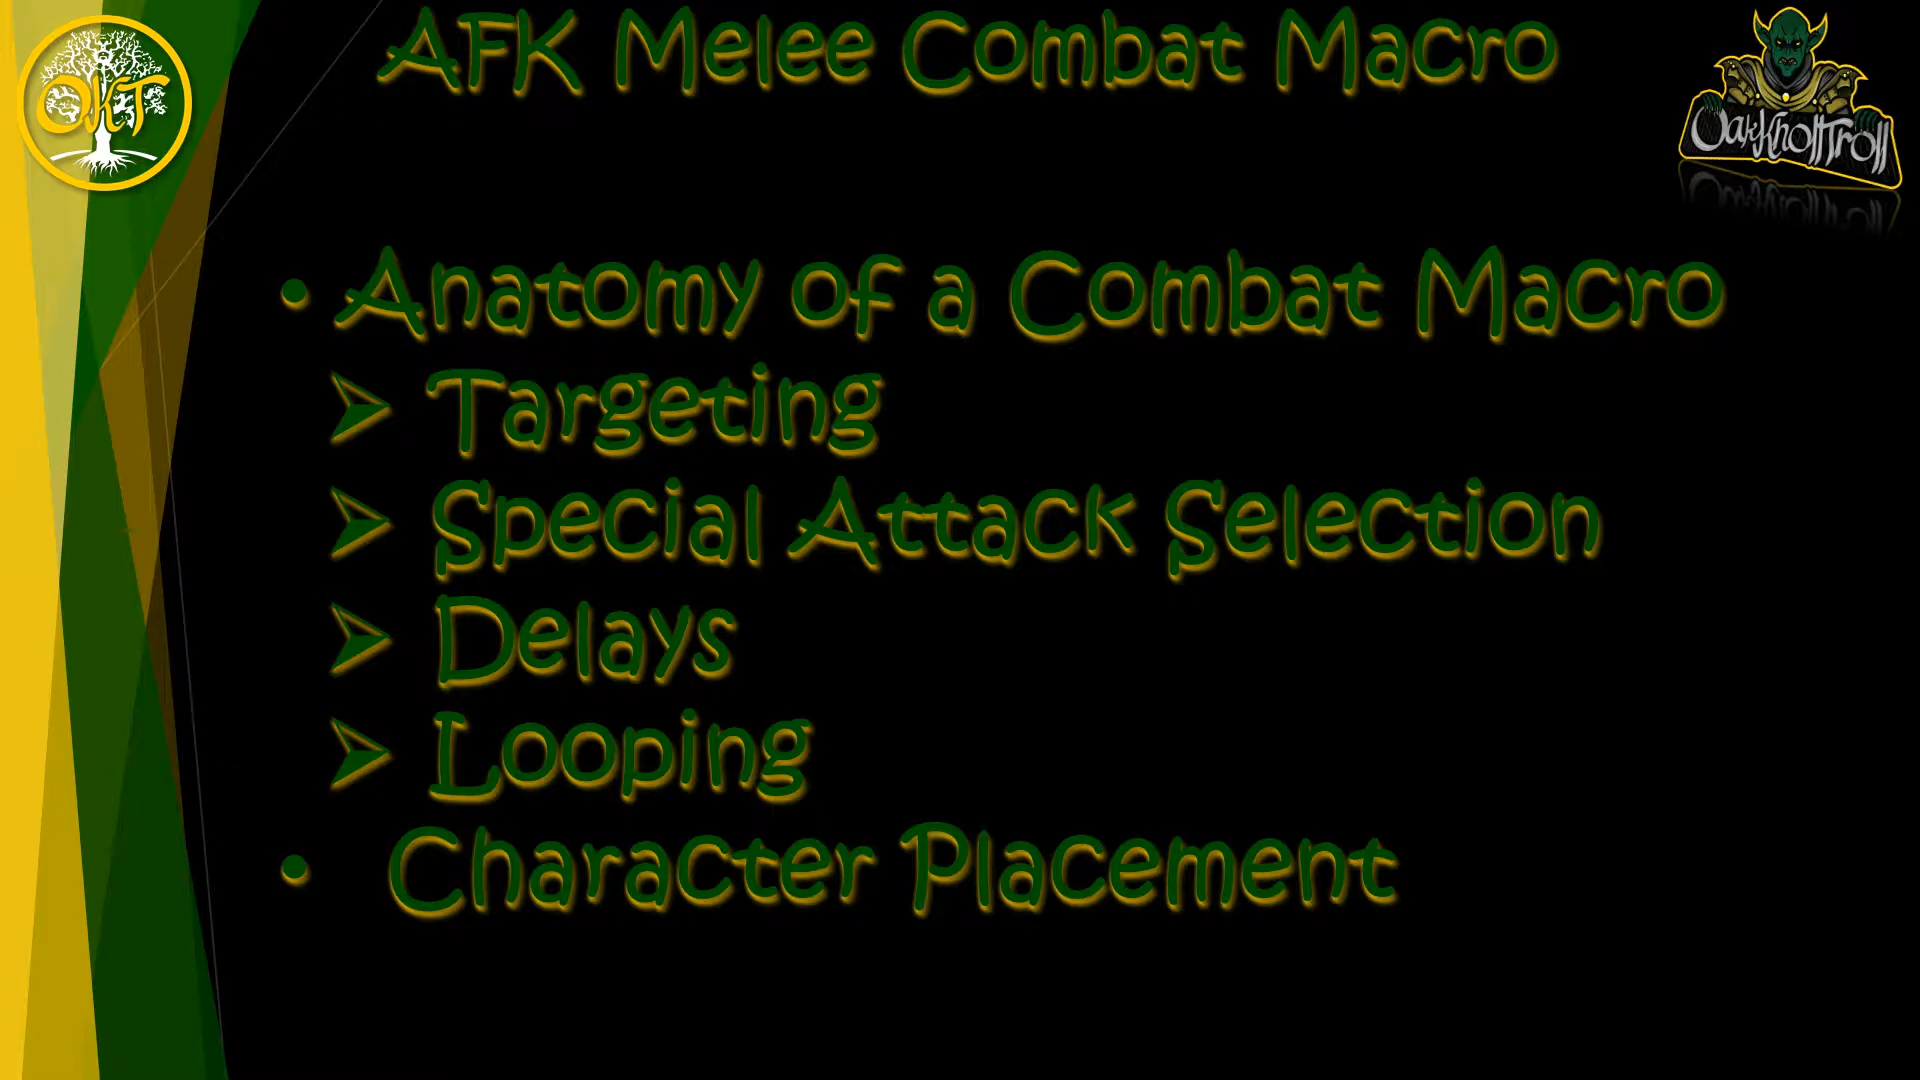 AFK Melee Combat Macro
OKT
OakKnollTroll
• Anatomy of a Combat Macro
➢ Targeting
➢ Special Attack Selection
➢ Delays
➢ Looping
• Character Placement